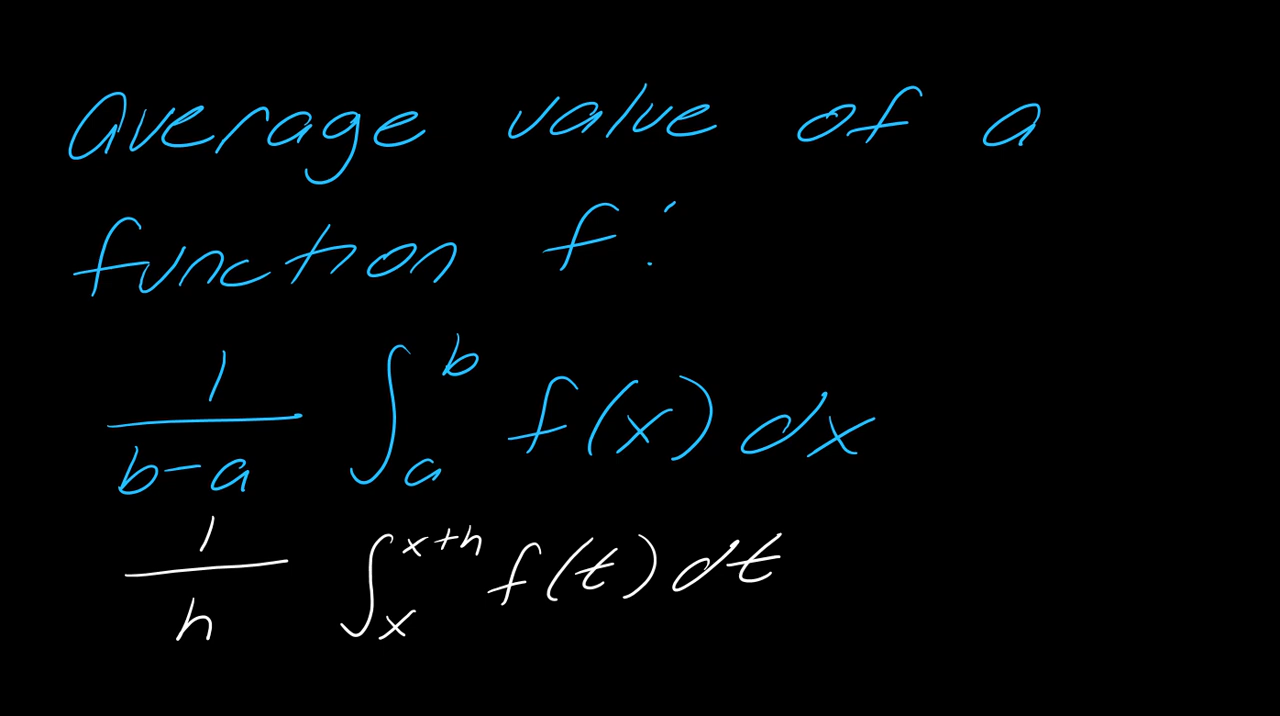 average value of a
function f:
1/(b-a) ∫_a^b f(x) dx
1/h ∫_x^{x+h} f(t) dt